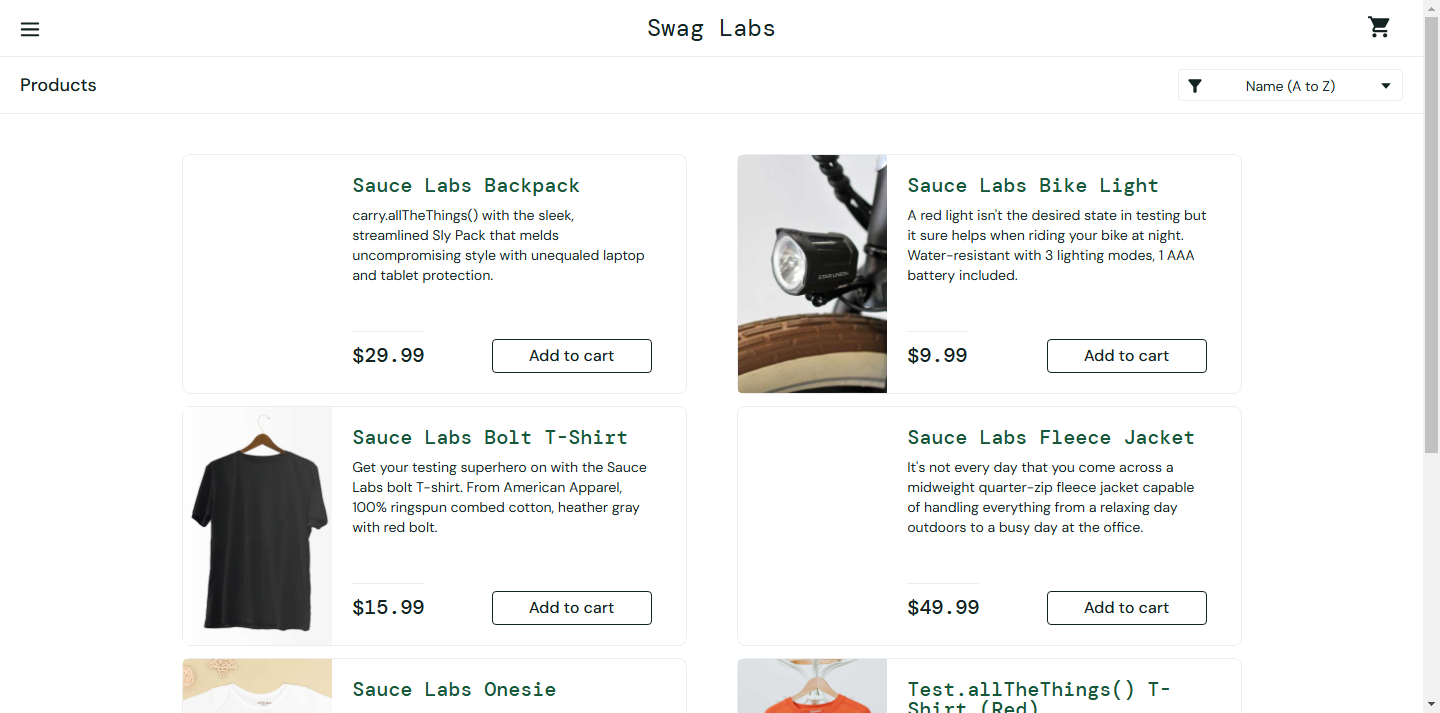 Swag Labs
Products
Name (A to Z)
Sauce Labs Backpack
carry.allTheThings() with the sleek,
streamlined Sly Pack that melds
uncompromising style with unequaled laptop
and tablet protection.
$29.99
Add to cart
Sauce Labs Bike Light
A red light isn't the desired state in testing but
it sure helps when riding your bike at night.
Water-resistant with 3 lighting modes, 1 AAA
battery included.
$9.99
Add to cart
STAR UNION
Sauce Labs Bolt T-Shirt
Get your testing superhero on with the Sauce
Labs bolt T-shirt. From American Apparel,
100% ringspun combed cotton, heather gray
with red bolt.
$15.99
Add to cart
Sauce Labs Fleece Jacket
It's not every day that you come across a
midweight quarter-zip fleece jacket capable
of handling everything from a relaxing day
outdoors to a busy day at the office.
$49.99
Add to cart
Sauce Labs Onesie
Test.allTheThings() T-
Shirt (Red)